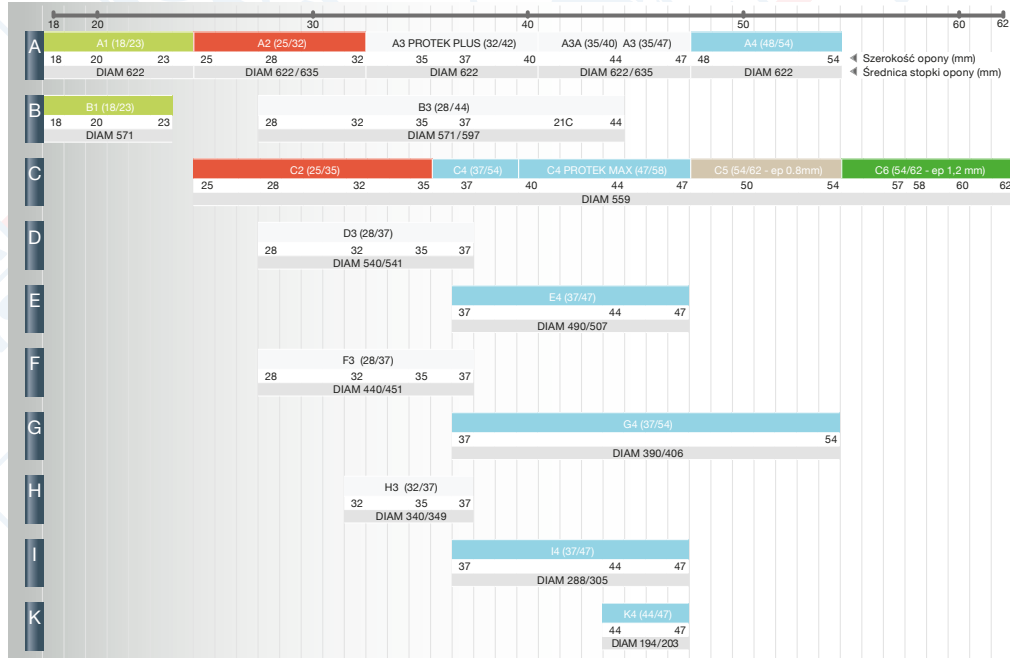 18 20 30 40 50 60 62
A
A1 (18/23) A2 (25/32) A3 PROTEK PLUS (32/42) A3A (35/40) A3 (35/47) A4 (48/54)
18 20 23 25 28 32 35 37 40 44 47 48 54 Szerokość opony (mm)
DIAM 622 DIAM 622/635 DIAM 622 DIAM 622/635 DIAM 622 Średnica stopki opony (mm)
B
B1 (18/23) B3 (28/44)
18 20 23 28 32 35 37 21C 44
DIAM 571 DIAM 571/597
C
C2 (25/35) C4 (37/54) C4 PROTEK MAX (47/58) C5 (54/62 - ep 0.8mm) C6 (54/62 - ep 1,2 mm)
25 28 32 35 37 40 44 47 50 54 57 58 60 62
DIAM 559
D
D3 (28/37)
28 32 35 37
DIAM 540/541
E
E4 (37/47)
37 44 47
DIAM 490/507
F
F3 (28/37)
28 32 35 37
DIAM 440/451
G
G4 (37/54)
37 54
DIAM 390/406
H
H3 (32/37)
32 35 37
DIAM 340/349
I
I4 (37/47)
37 44 47
DIAM 288/305
K
K4 (44/47)
44 47
DIAM 194/203